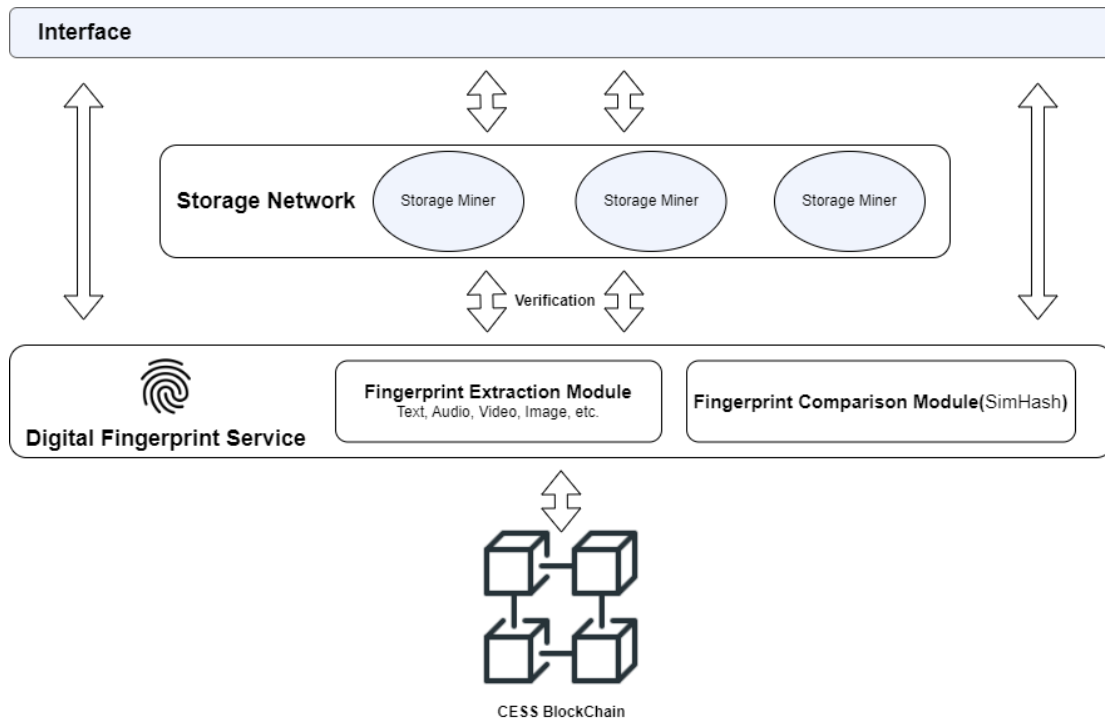 Interface
Storage Network
Storage Miner
Storage Miner
Storage Miner
Verification
Digital Fingerprint Service
Fingerprint Extraction Module
Text, Audio, Video, Image, etc.
Fingerprint Comparison Module(SimHash)
CESS BlockChain